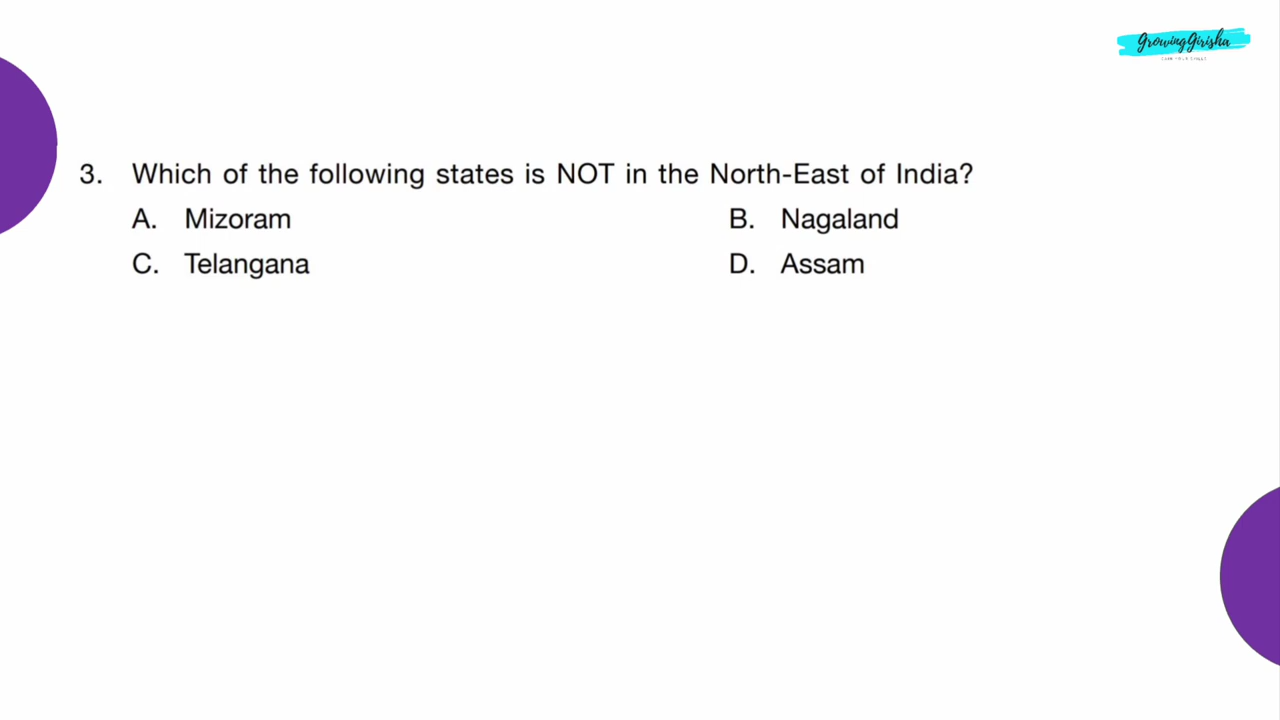 GrowingGirisha
3. Which of the following states is NOT in the North-East of India?
A. Mizoram B. Nagaland
C. Telangana D. Assam